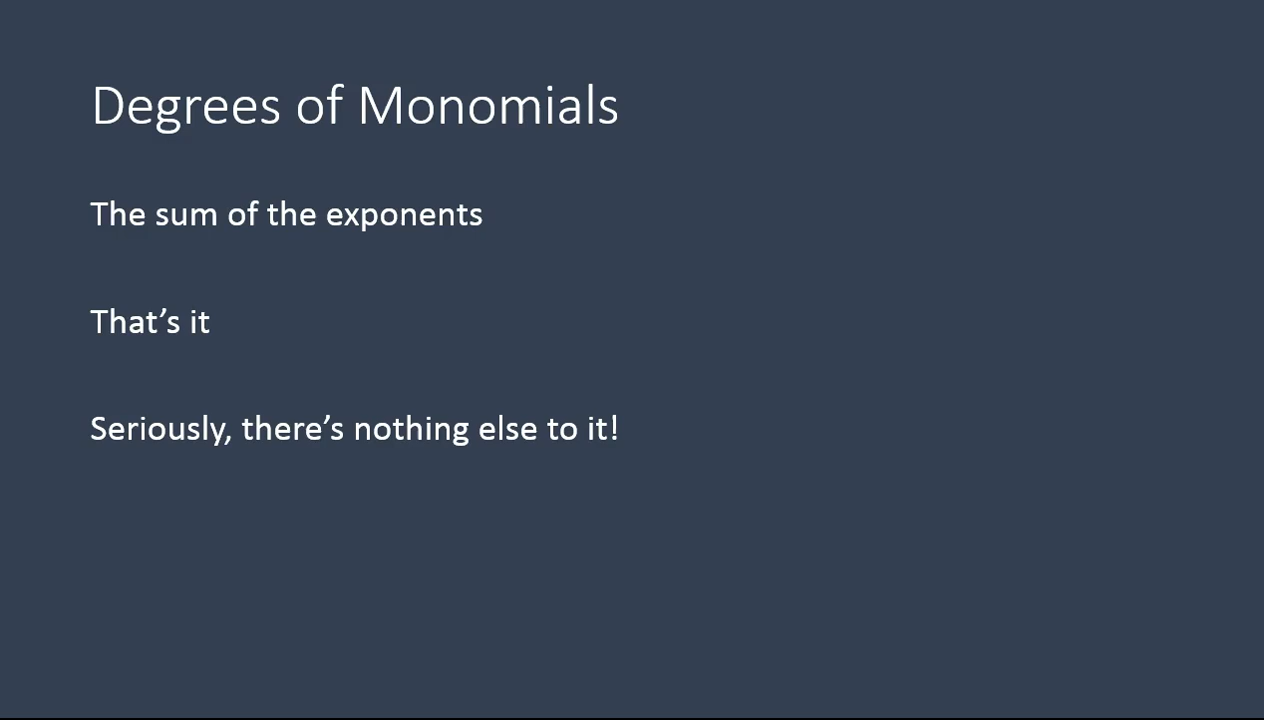 Degrees of Monomials
The sum of the exponents
That’s it
Seriously, there’s nothing else to it!